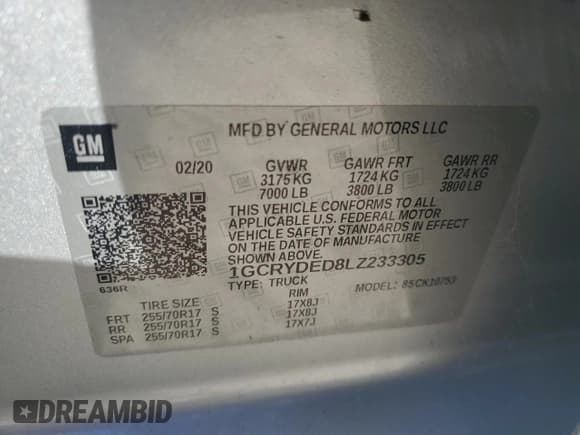 GM
MFD BY GENERAL MOTORS LLC
02/20 GVWR GAWR FRT GAWR RR
3175 KG 1724 KG 1724 KG
7000 LB 3800 LB 3800 LB
THIS VEHICLE CONFORMS TO ALL
APPLICABLE U.S. FEDERAL MOTOR
VEHICLE SAFETY STANDARDS IN EFFECT
ON THE DATE OF MANUFACTURE
SHOWN ABOVE.
1GCRYDED8LZ233305
636R
TYPE: TRUCK MODEL: 85CK10753
TIRE SIZE RIM
FRT 255/70R17 S 17X8J
RR 255/70R17 S 17X8J
SPA 255/70R17 S 17X7J
DREAMBID